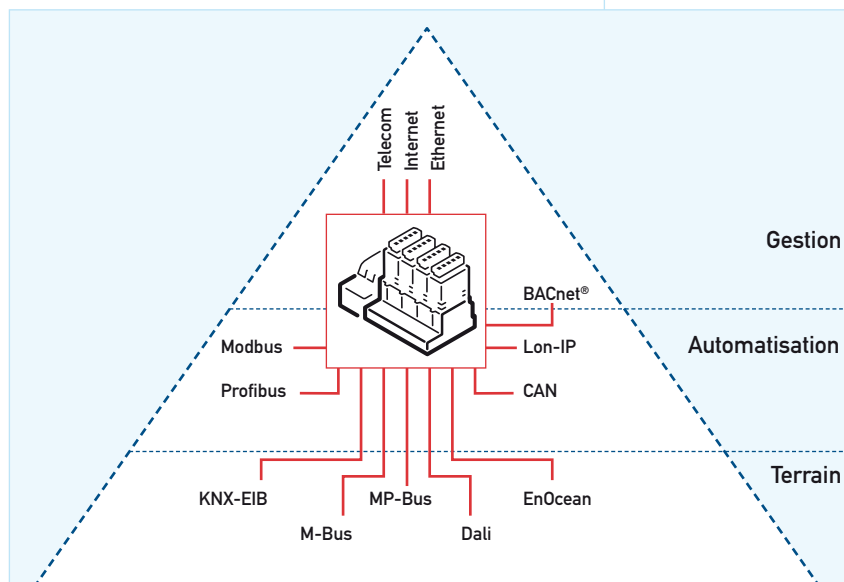 Telecom
Internet
Ethernet
Gestion
BACnet®
Modbus
Lon-IP
Automatisation
Profibus
CAN
Terrain
KNX-EIB
MP-Bus
EnOcean
M-Bus
Dali